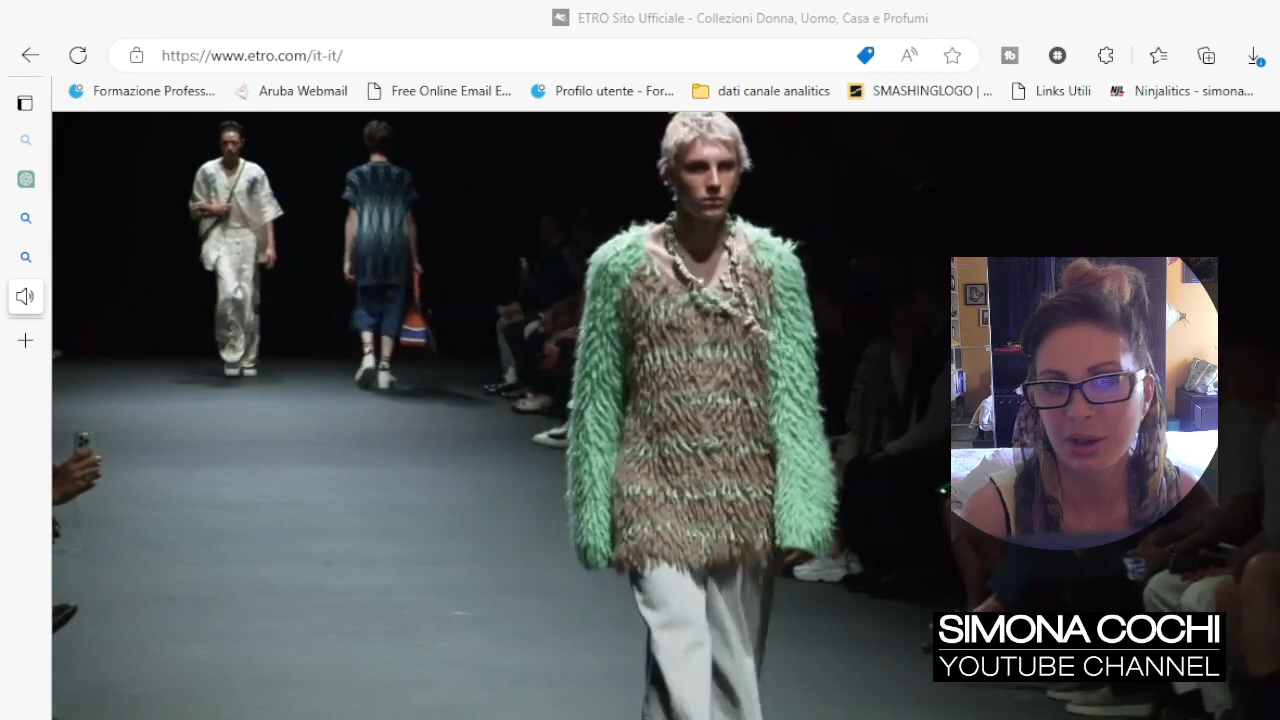 ETRO Sito Ufficiale - Collezioni Donna, Uomo, Casa e Profumi
https://www.etro.com/it-it/
Formazione Profess... Aruba Webmail Free Online Email E... Profilo utente - For... dati canale analitics SMASHINGLOGO | ... Links Utili Ninjalitics - simona...
SIMONA COCHI
YOUTUBE CHANNEL